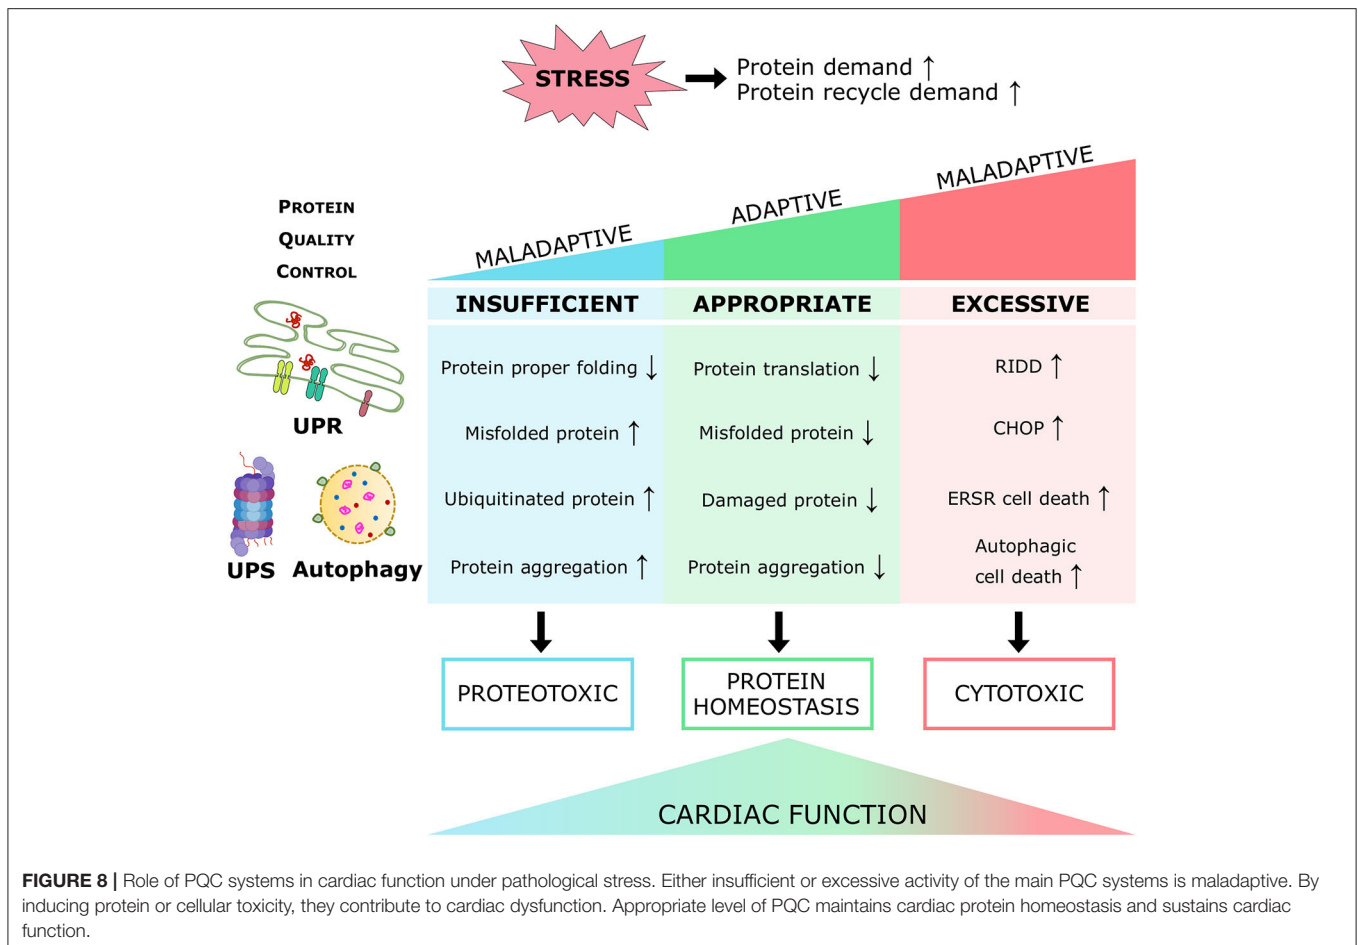 STRESS
Protein demand ↑
Protein recycle demand ↑
PROTEIN
QUALITY
CONTROL
MALADAPTIVE
ADAPTIVE
MALADAPTIVE
INSUFFICIENT
APPROPRIATE
EXCESSIVE
UPR
UPS
Autophagy
Protein proper folding ↓
Misfolded protein ↑
Ubiquitinated protein ↑
Protein aggregation ↑
Protein translation ↓
Misfolded protein ↓
Damaged protein ↓
Protein aggregation ↓
RIDD ↑
CHOP ↑
ERSR cell death ↑
Autophagic
cell death ↑
PROTEOTOXIC
PROTEIN
HOMEOSTASIS
CYTOTOXIC
CARDIAC FUNCTION
FIGURE 8 | Role of PQC systems in cardiac function under pathological stress. Either insufficient or excessive activity of the main PQC systems is maladaptive. By
inducing protein or cellular toxicity, they contribute to cardiac dysfunction. Appropriate level of PQC maintains cardiac protein homeostasis and sustains cardiac
function.